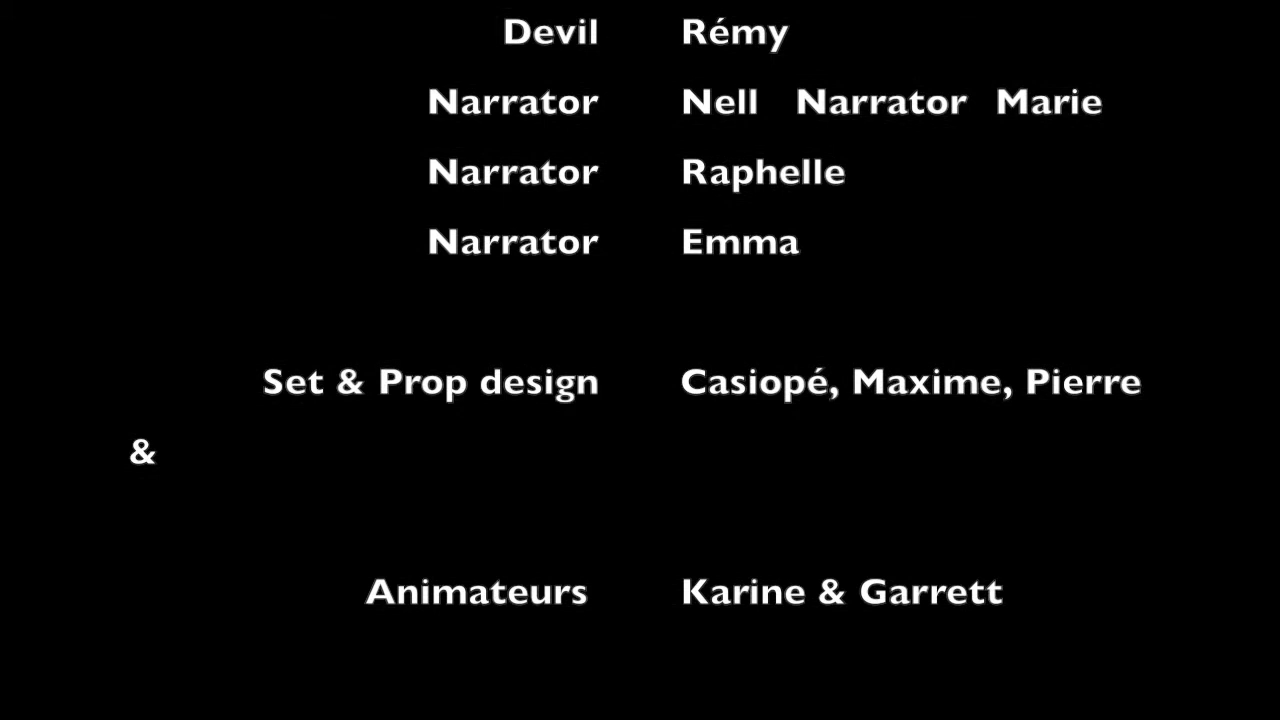 Devil Rémy
Narrator Nell Narrator Marie
Narrator Raphelle
Narrator Emma
Set & Prop design Casiopé, Maxime, Pierre
&
Animateurs Karine & Garrett